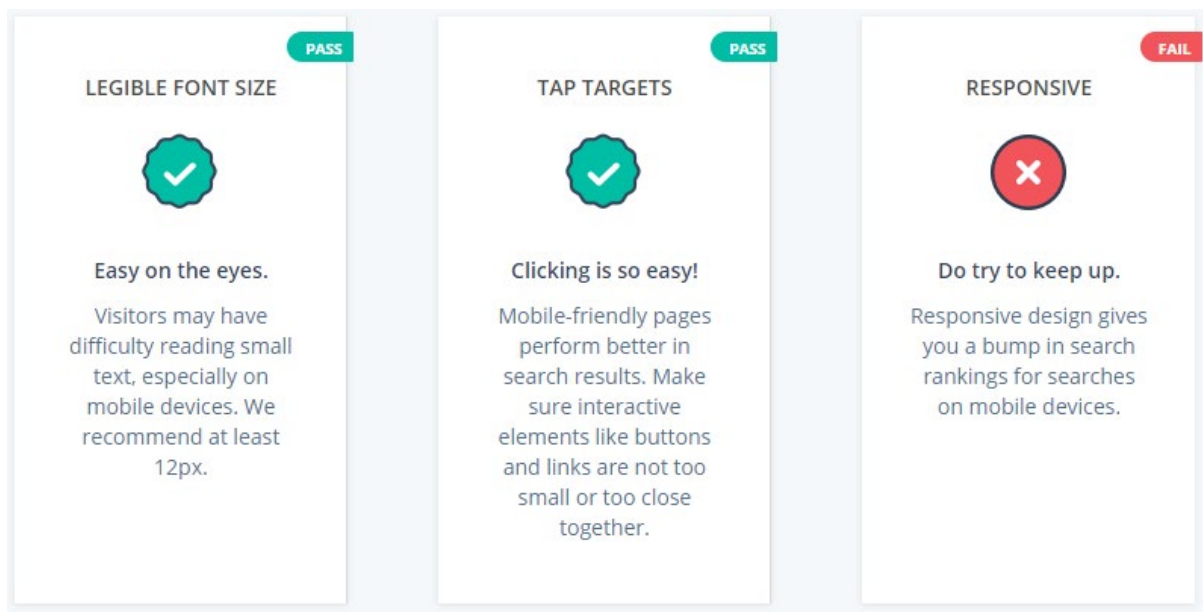 PASS
LEGIBLE FONT SIZE
Easy on the eyes.
Visitors may have
difficulty reading small
text, especially on
mobile devices. We
recommend at least
12px.
PASS
TAP TARGETS
Clicking is so easy!
Mobile-friendly pages
perform better in
search results. Make
sure interactive
elements like buttons
and links are not too
small or too close
together.
FAIL
RESPONSIVE
Do try to keep up.
Responsive design gives
you a bump in search
rankings for searches
on mobile devices.